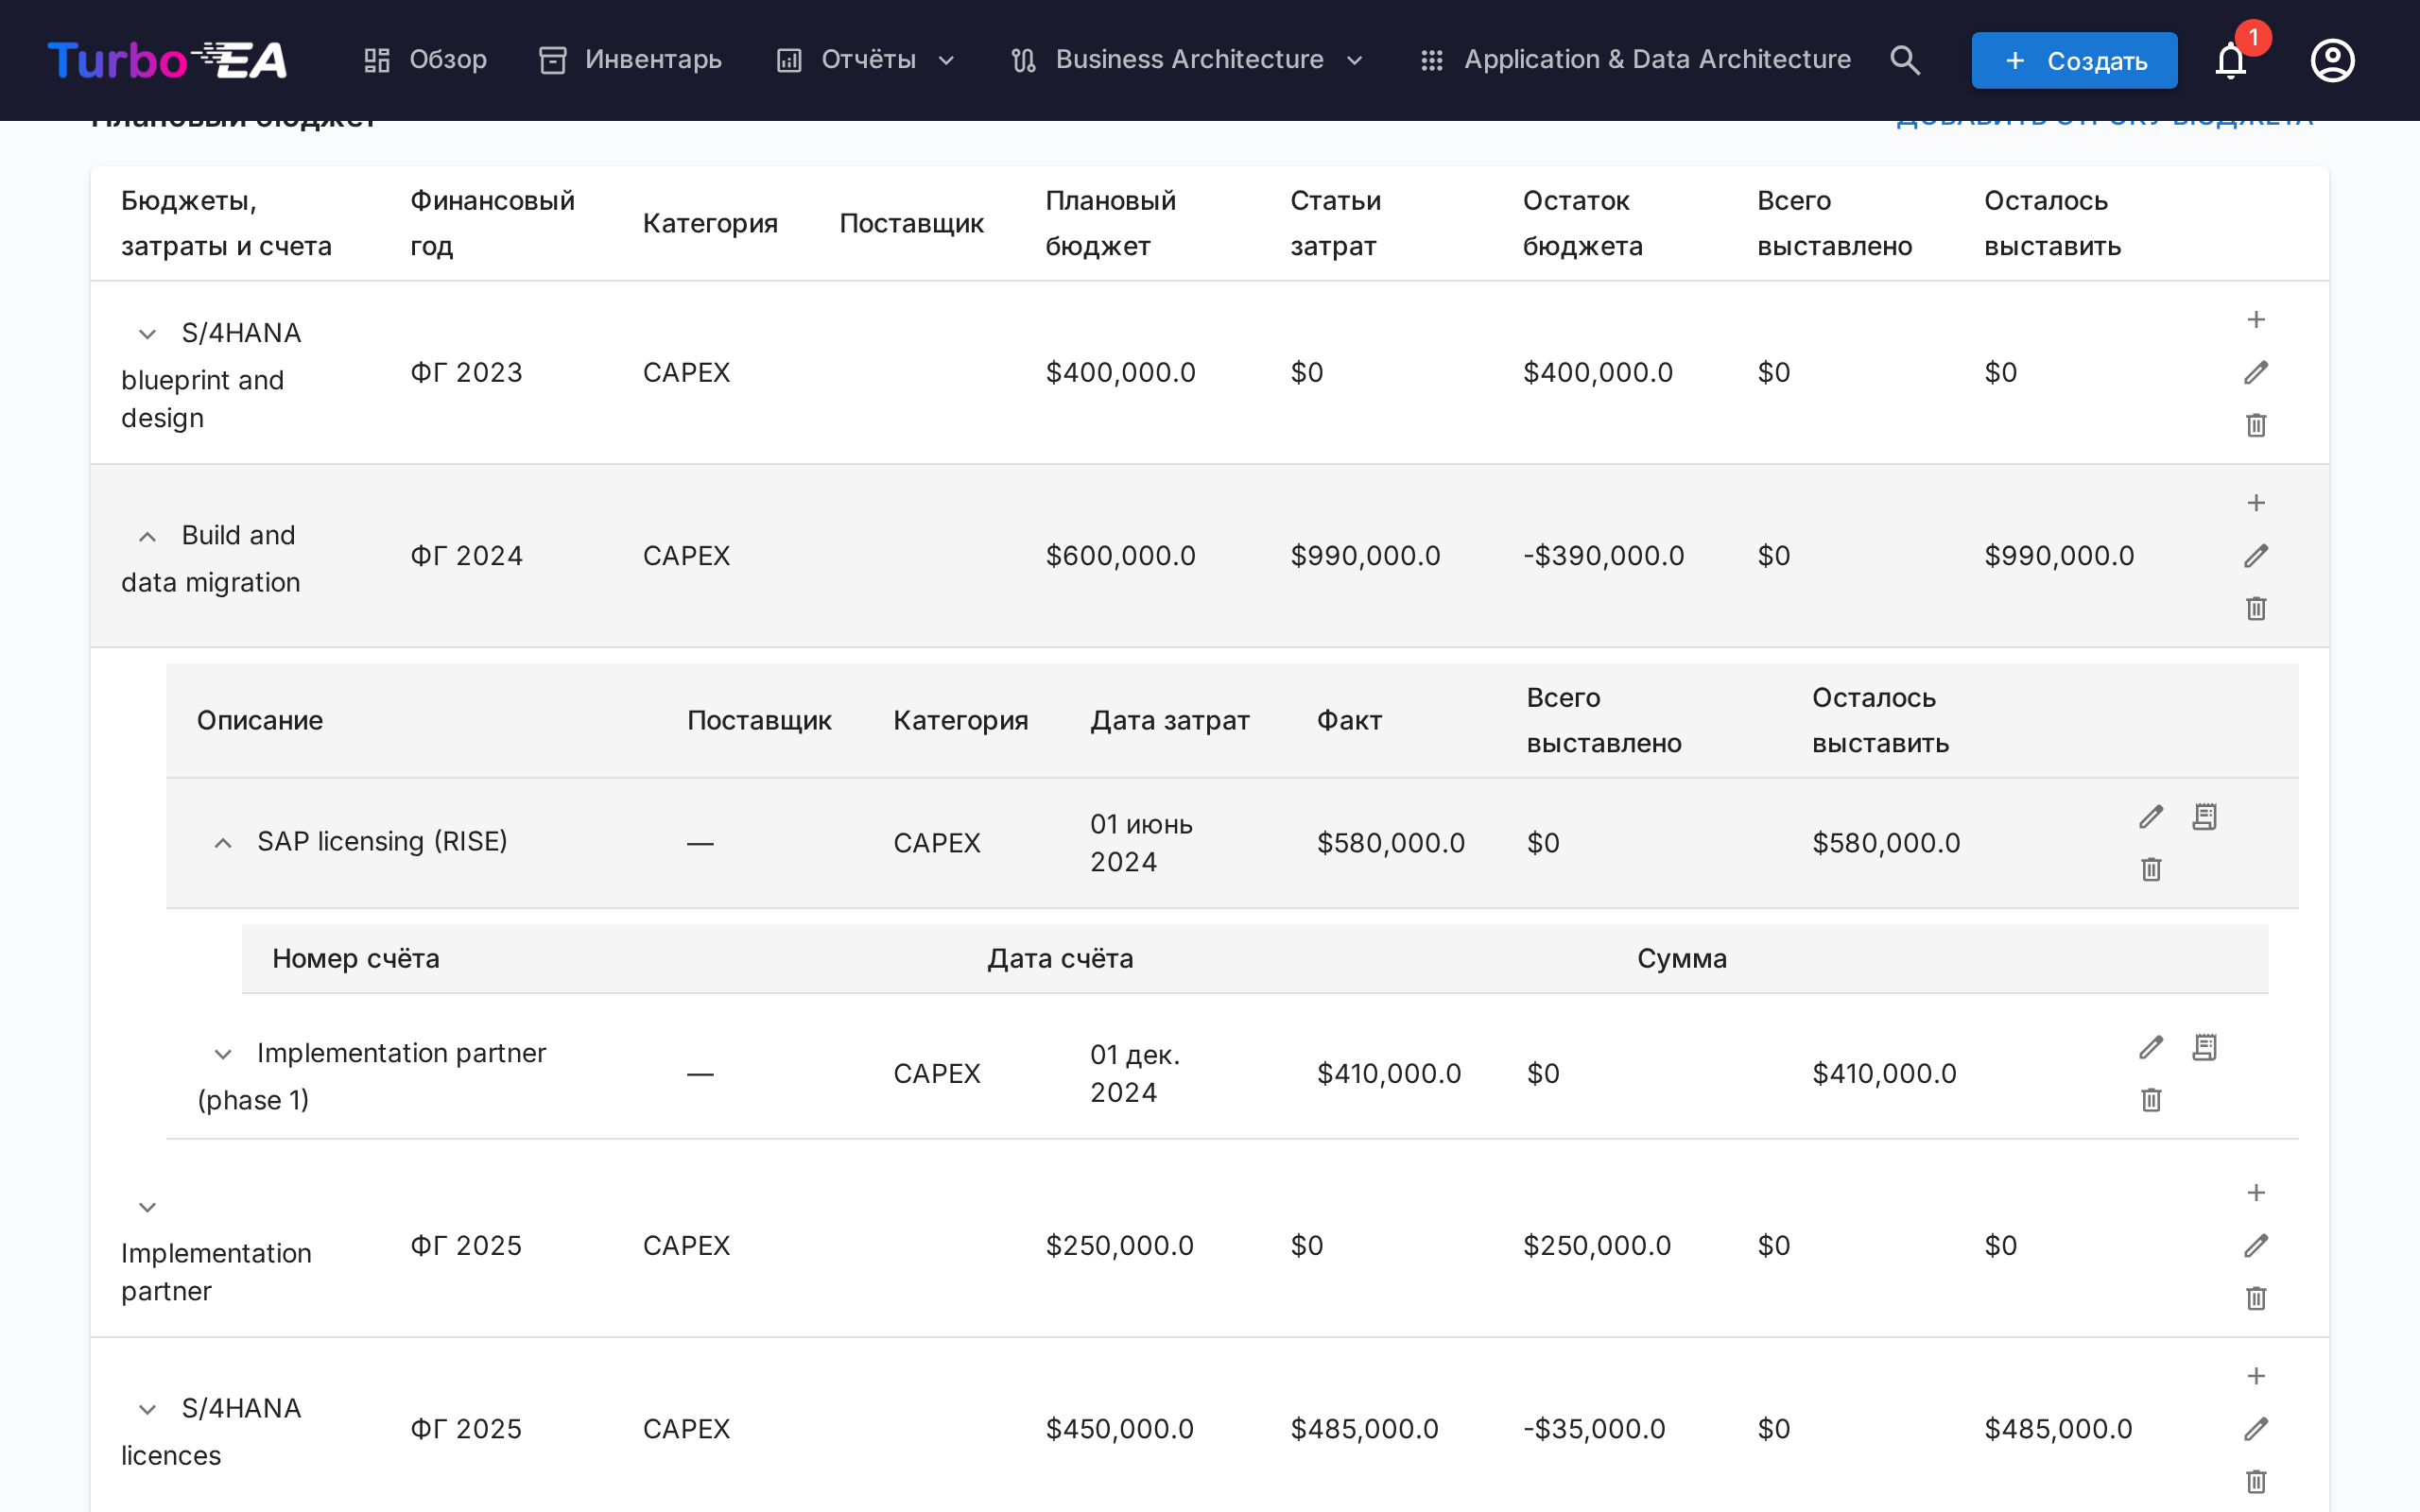 Turbo EA
Обзор
Инвентарь
Отчёты
Business Architecture
Application & Data Architecture
Создать
1
Плановый бюджет
ДОБАВИТЬ СТРОКУ БЮДЖЕТА
Бюджеты, затраты и счета
Финансовый год
Категория
Поставщик
Плановый бюджет
Статьи затрат
Остаток бюджета
Всего выставлено
Осталось выставить
S/4HANA blueprint and design
ФГ 2023
CAPEX
$400,000.0
$0
$400,000.0
$0
$0
Build and data migration
ФГ 2024
CAPEX
$600,000.0
$990,000.0
-$390,000.0
$0
$990,000.0
Описание
Поставщик
Категория
Дата затрат
Факт
Всего выставлено
Осталось выставить
SAP licensing (RISE)
—
CAPEX
01 июнь 2024
$580,000.0
$0
$580,000.0
Номер счёта
Дата счёта
Сумма
Implementation partner (phase 1)
—
CAPEX
01 дек. 2024
$410,000.0
$0
$410,000.0
Implementation partner
ФГ 2025
CAPEX
$250,000.0
$0
$250,000.0
$0
$0
S/4HANA licences
ФГ 2025
CAPEX
$450,000.0
$485,000.0
-$35,000.0
$0
$485,000.0